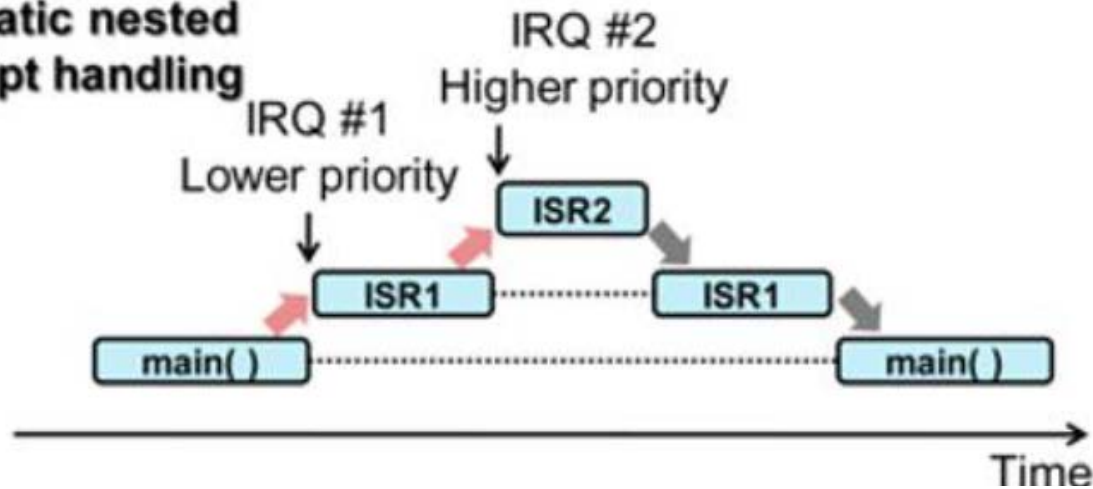 atic nested
pt handling
IRQ #1
Lower priority
IRQ #2
Higher priority
ISR2
ISR1
ISR1
main( )
main( )
Time